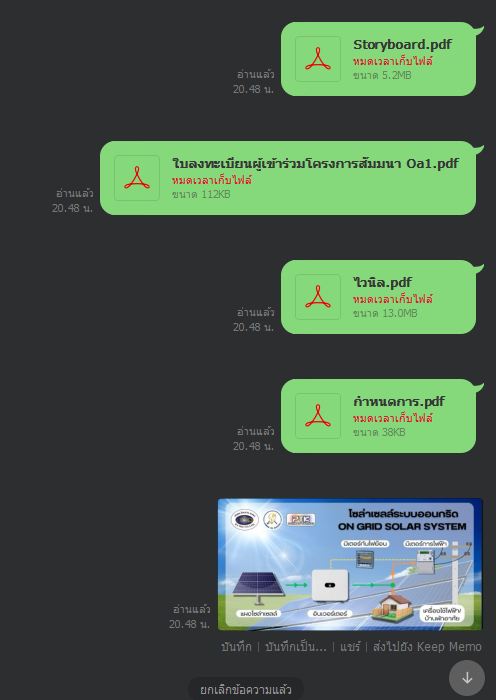 Storyboard.pdf
หมดเวลาเก็บไฟล์
ขนาด 5.2MB
อ่านแล้ว
20.48 น.
ใบลงทะเบียนผู้เข้าร่วมโครงการสัมมนา Oa1.pdf
หมดเวลาเก็บไฟล์
ขนาด 112KB
อ่านแล้ว
20.48 น.
ไวนิล.pdf
หมดเวลาเก็บไฟล์
ขนาด 13.0MB
อ่านแล้ว
20.48 น.
กำหนดการ.pdf
หมดเวลาเก็บไฟล์
ขนาด 38KB
อ่านแล้ว
20.48 น.
โซล่าเซลล์ระบบออนกริด
ON GRID SOLAR SYSTEM
มิเตอร์กันไฟย้อน
มิเตอร์การไฟฟ้า
แผงโซล่าเซลล์
อินเวอร์เตอร์
เครื่องใช้ไฟฟ้า
บ้านพักอาศัย
อ่านแล้ว
20.48 น.
บันทึก | บันทึกเป็น... | แชร์ | ส่งไปยัง Keep Memo
ยกเลิกข้อความแล้ว